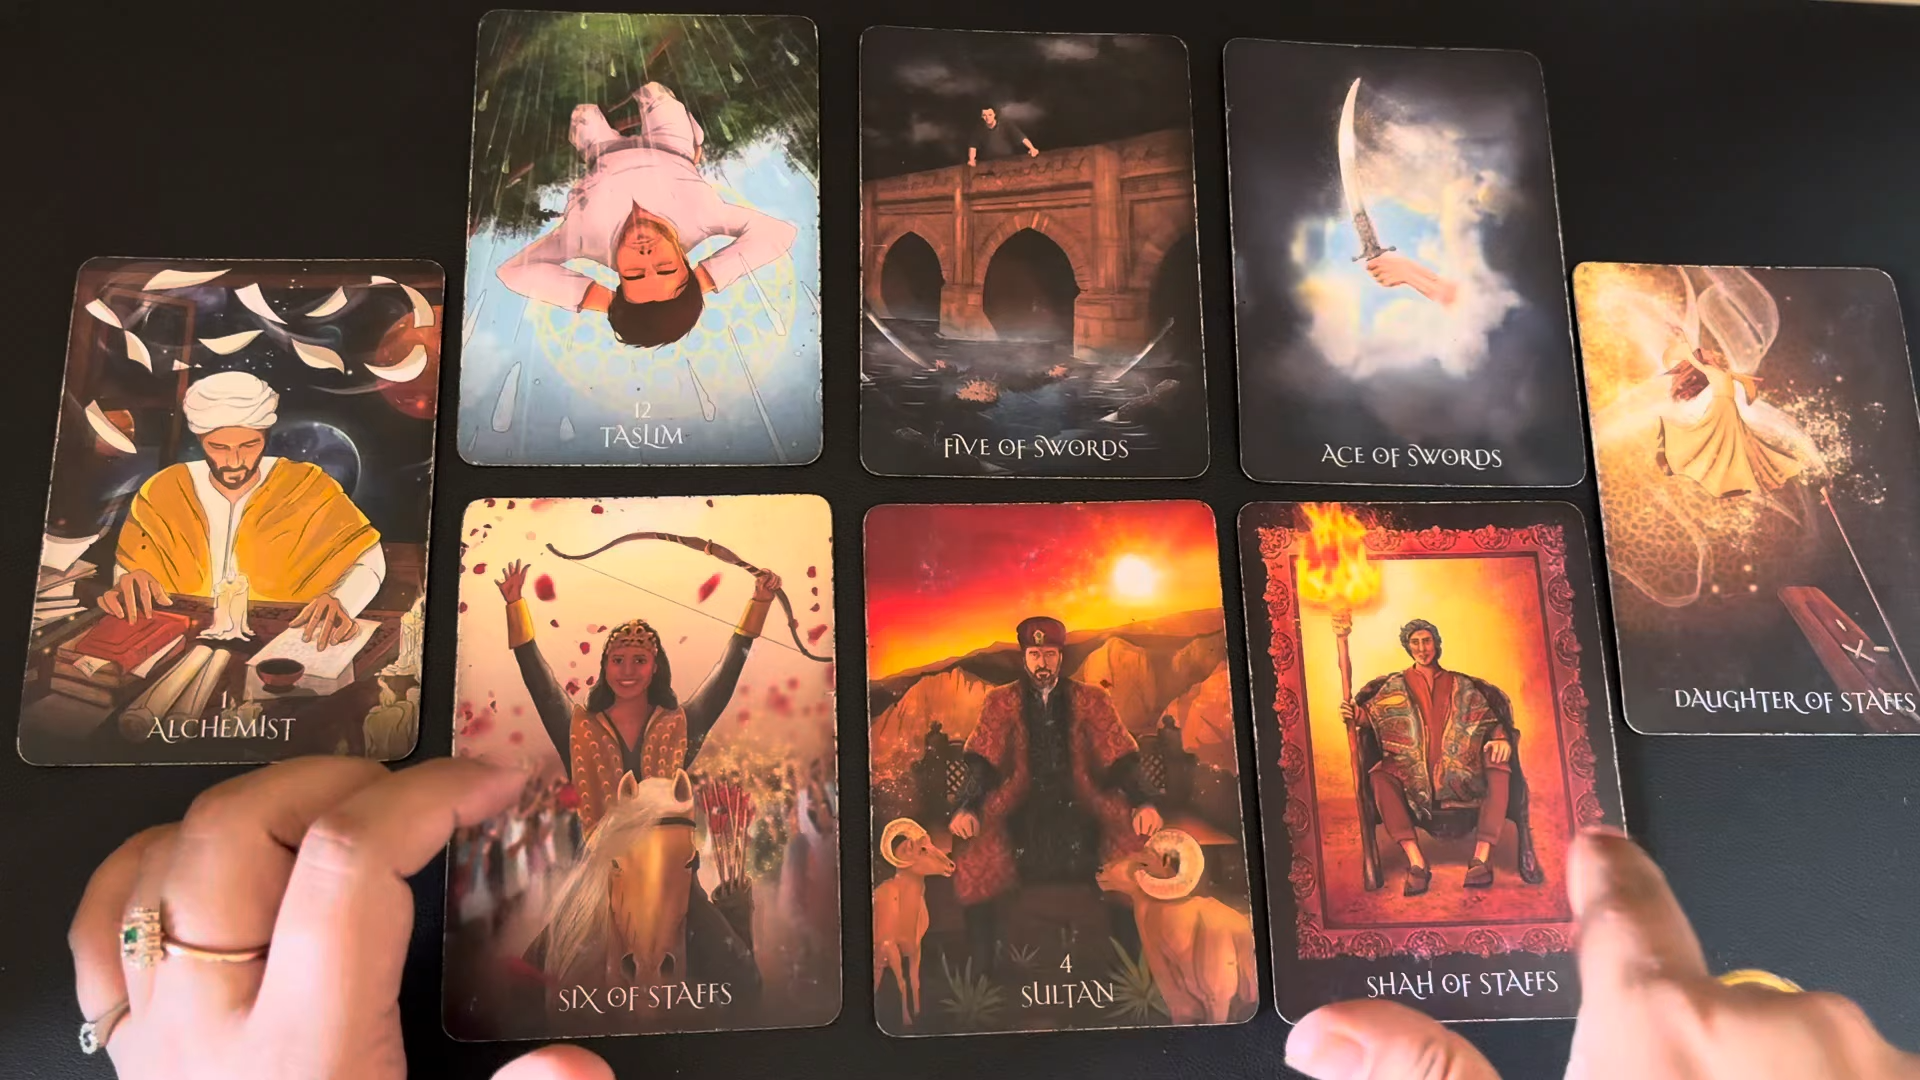 12
TASLIM
FIVE OF SWORDS
ACE OF SWORDS
1
ALCHEMIST
DAUGHTER OF STAFFS
SIX OF STAFFS
4
SULTAN
SHAH OF STAFFS